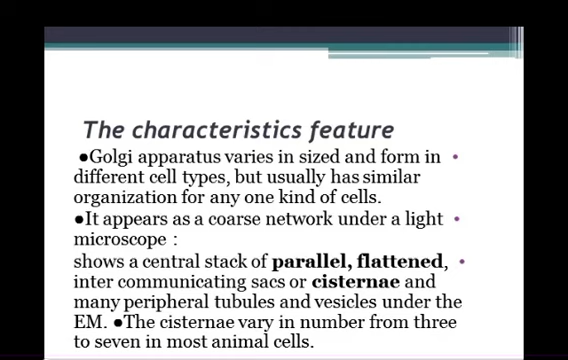 The characteristics feature
●Golgi apparatus varies in sized and form in •
different cell types, but usually has similar
organization for any one kind of cells.
●It appears as a coarse network under a light •
microscope :
shows a central stack of parallel, flattened, •
inter communicating sacs or cisternae and
many peripheral tubules and vesicles under the
EM. ●The cisternae vary in number from three
to seven in most animal cells.